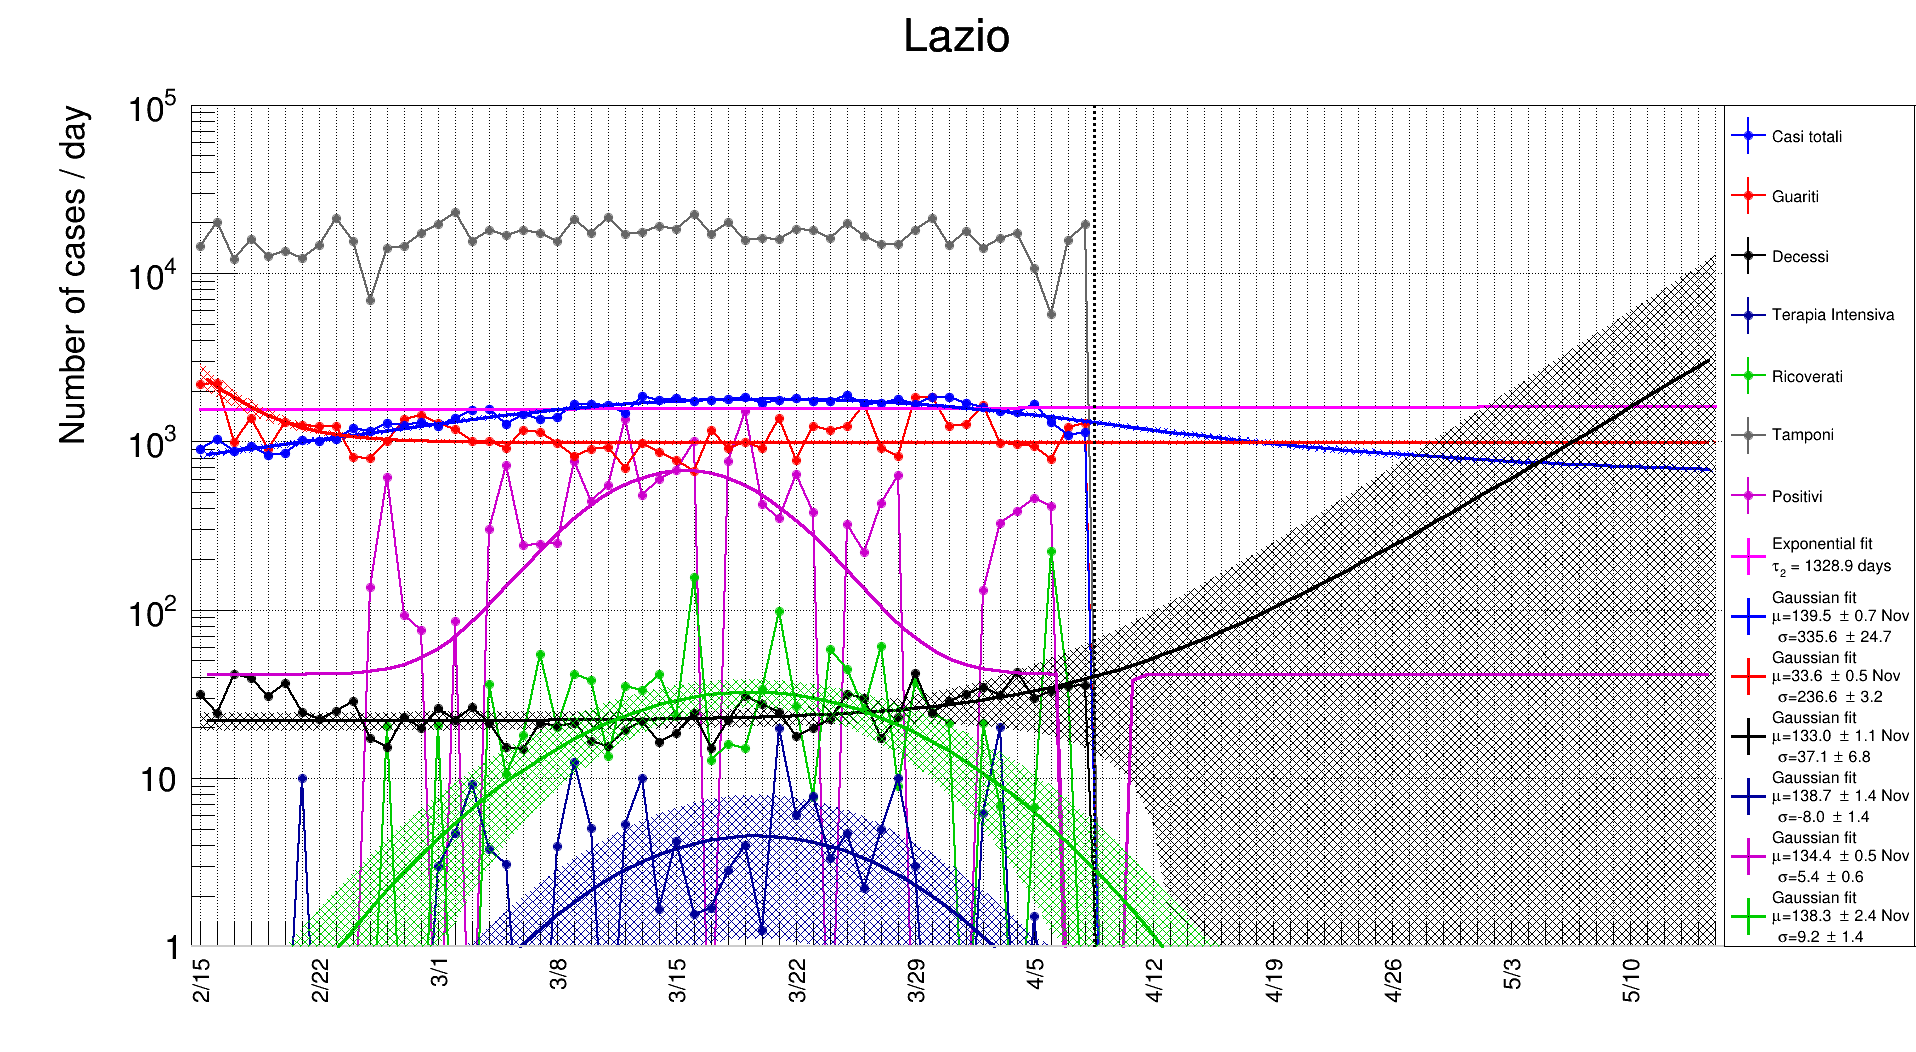 Lazio
Number of cases / day
10^5
10^4
10^3
10^2
10
1
2/15
2/22
3/1
3/8
3/15
3/22
3/29
4/5
4/12
4/19
4/26
5/3
5/10
Casi totali
Guariti
Decessi
Terapia Intensiva
Ricoverati
Tamponi
Positivi
Exponential fit
τ₂ = 1328.9 days
Gaussian fit
μ=139.5 ± 0.7 Nov
σ=335.6 ± 24.7
Gaussian fit
μ=33.6 ± 0.5 Nov
σ=236.6 ± 3.2
Gaussian fit
μ=133.0 ± 1.1 Nov
σ=37.1 ± 6.8
Gaussian fit
μ=138.7 ± 1.4 Nov
σ=-8.0 ± 1.4
Gaussian fit
μ=134.4 ± 0.5 Nov
σ=5.4 ± 0.6
Gaussian fit
μ=138.3 ± 2.4 Nov
σ=9.2 ± 1.4